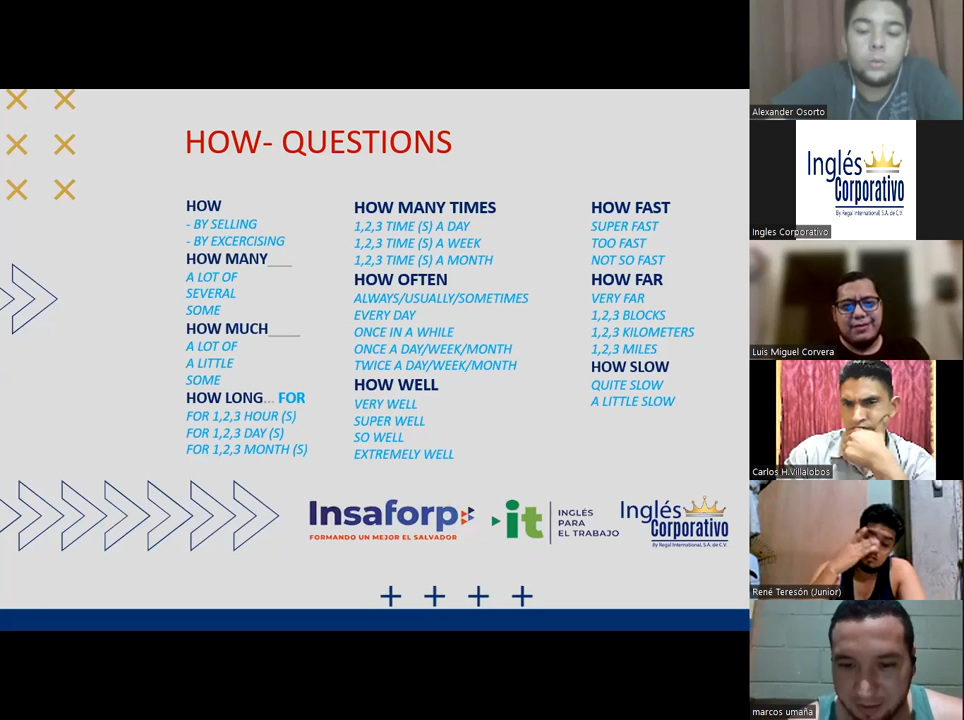 HOW- QUESTIONS
HOW
- BY SELLING
- BY EXCERCISING
HOW MANY____
A LOT OF
SEVERAL
SOME
HOW MUCH_____
A LOT OF
A LITTLE
SOME
HOW LONG... FOR
FOR 1,2,3 HOUR (S)
FOR 1,2,3 DAY (S)
FOR 1,2,3 MONTH (S)
HOW MANY TIMES
1,2,3 TIME (S) A DAY
1,2,3 TIME (S) A WEEK
1,2,3 TIME (S) A MONTH
HOW OFTEN
ALWAYS/USUALLY/SOMETIMES
EVERY DAY
ONCE IN A WHILE
ONCE A DAY/WEEK/MONTH
TWICE A DAY/WEEK/MONTH
HOW WELL
VERY WELL
SUPER WELL
SO WELL
EXTREMELY WELL
HOW FAST
SUPER FAST
TOO FAST
NOT SO FAST
HOW FAR
VERY FAR
1,2,3 BLOCKS
1,2,3 KILOMETERS
1,2,3 MILES
HOW SLOW
QUITE SLOW
A LITTLE SLOW
Insaforp
FORMANDO UN MEJOR EL SALVADOR
it
INGLÉS
PARA
EL TRABAJO
Inglés
Corporativo
By Regal International, S.A. de C.V.
Alexander Osorto
Inglés
Corporativo
By Regal International, S.A. de C.V.
Ingles Corporativo
Luis Miguel Corvera
Carlos H.Villalobos
René Teresón (Junior)
marcos umaña